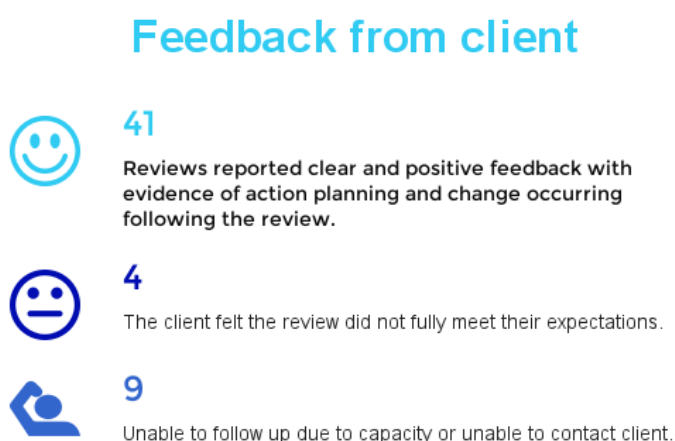 Feedback from client
41
Reviews reported clear and positive feedback with
evidence of action planning and change occurring
following the review.
4
The client felt the review did not fully meet their expectations.
9
Unable to follow up due to capacity or unable to contact client.